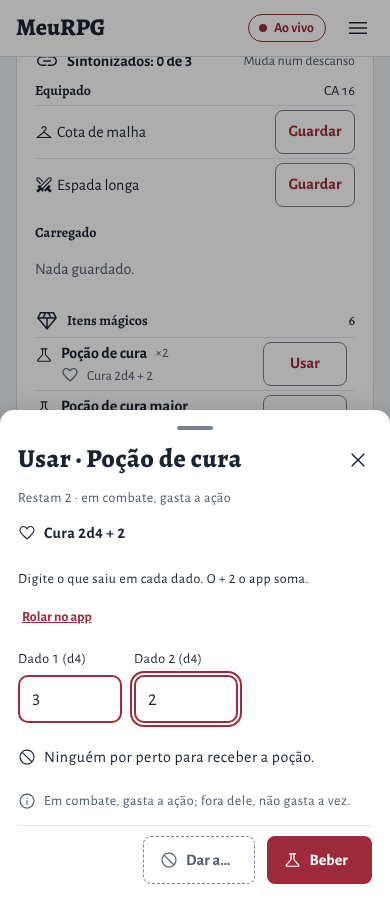 MeuRPG
Ao vivo
Sintonizados: 0 de 3
Muda num descanso
Equipado
CA 16
Cota de malha
Guardar
Espada longa
Guardar
Carregado
Nada guardado.
Itens mágicos
6
Poção de cura ×2
Cura 2d4 + 2
Usar
Poção de cura maior
Usar · Poção de cura
Restam 2 · em combate, gasta a ação
Cura 2d4 + 2
Digite o que saiu em cada dado. O + 2 o app soma.
Rolar no app
Dado 1 (d4)
Dado 2 (d4)
3
2
Ninguém por perto para receber a poção.
Em combate, gasta a ação; fora dele, não gasta a vez.
Dar a...
Beber